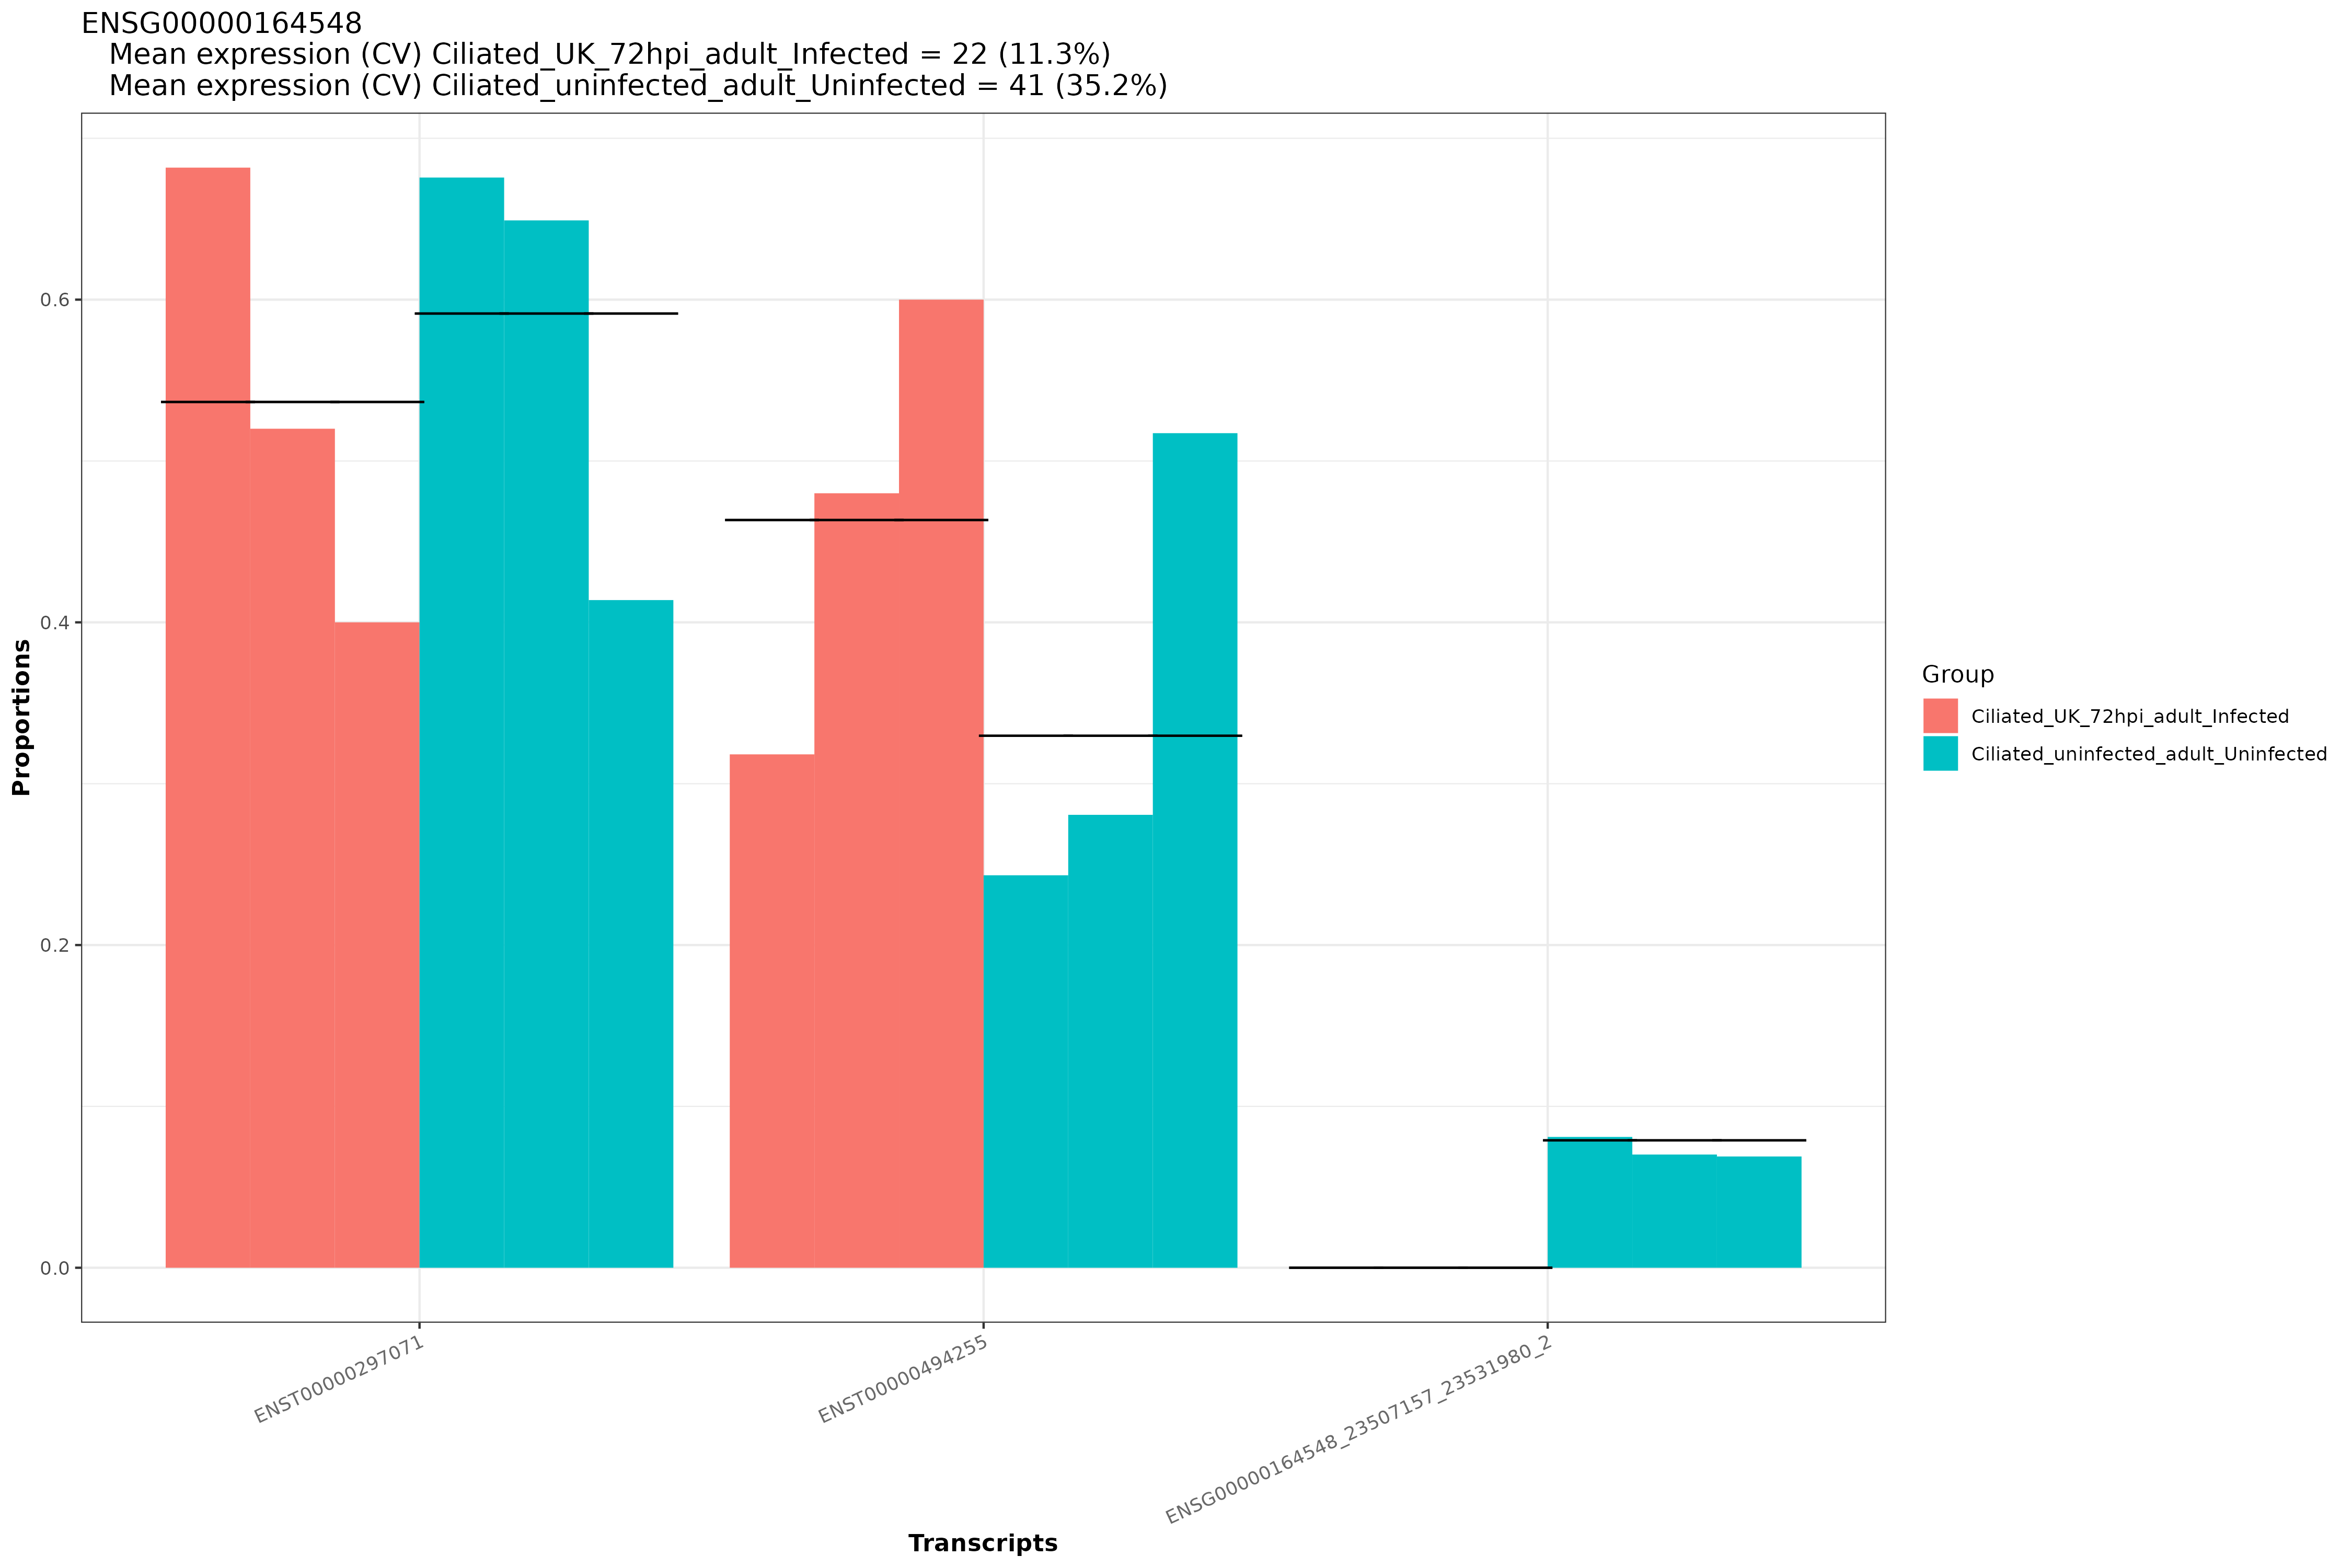 ENSG00000164548
Mean expression (CV) Ciliated_UK_72hpi_adult_Infected = 22 (11.3%)
Mean expression (CV) Ciliated_uninfected_adult_Uninfected = 41 (35.2%)
Proportions
0.6
0.4
0.2
0.0
ENST00000297071
ENST00000494255
ENSG00000164548_23507157_23531980_2
Transcripts
Group
Ciliated_UK_72hpi_adult_Infected
Ciliated_uninfected_adult_Uninfected